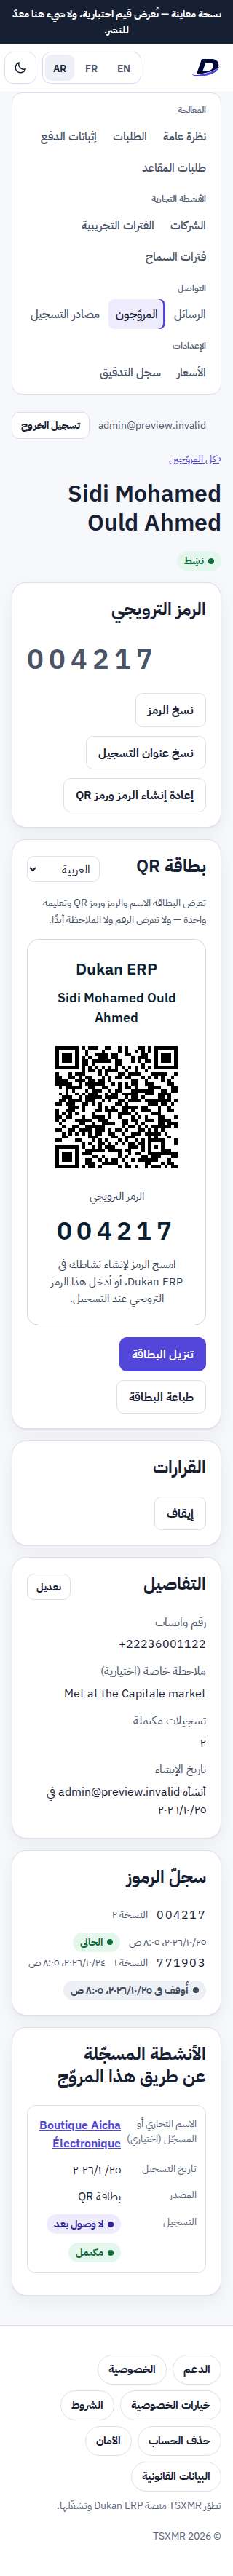 نسخة معاينة — تُعرض قيم اختبارية، ولا شيء هنا معدّ
للنشر.
AR FR EN
المعالجة
نظرة عامة الطلبات إثباتات الدفع
طلبات المقاعد
الأنشطة التجارية
الشركات الفترات التجريبية
فترات السماح
التواصل
الرسائل المروّجون مصادر التسجيل
الإعدادات
الأسعار سجل التدقيق
admin@preview.invalid تسجيل الخروج
‹ كل المروّجين
Sidi Mohamed
Ould Ahmed
نشِط
الرمز الترويجي
004217
نسخ الرمز
نسخ عنوان التسجيل
إعادة إنشاء الرمز ورمز QR
بطاقة QR العربية
تعرض البطاقة الاسم والرمز ورمز QR وتعليمة
واحدة — ولا تعرض الرقم ولا الملاحظة أبدًا.
Dukan ERP
Sidi Mohamed Ould
Ahmed
الرمز الترويجي
004217
امسح الرمز لإنشاء نشاطك في
Dukan ERP، أو أدخل هذا الرمز
الترويجي عند التسجيل.
تنزيل البطاقة
طباعة البطاقة
القرارات
إيقاف
التفاصيل تعديل
رقم واتساب
+22236001122
ملاحظة خاصة (اختيارية)
Met at the Capitale market
تسجيلات مكتملة
٢
تاريخ الإنشاء
أنشأه admin@preview.invalid في
٢٠٢٦/١٠/٢٥
سجلّ الرموز
004217 النسخة ٢
٢٠٢٦/١٠/٢٥، ٨:٠٥ ص الحالي
771903 النسخة ١ ٢٠٢٦/١٠/٢٤، ٨:٠٥ ص
أُوقف في ٢٠٢٦/١٠/٢٥، ٨:٠٥ ص
الأنشطة المسجّلة
عن طريق هذا المروّج
الاسم التجاري أو Boutique Aicha
المسجّل (اختياري) Électronique
تاريخ التسجيل ٢٠٢٦/١٠/٢٥
المصدر بطاقة QR
التسجيل لا وصول بعد
مكتمل
الدعم الخصوصية
خيارات الخصوصية الشروط
حذف الحساب الأمان
البيانات القانونية
تطوّر TSXMR منصة Dukan ERP وتشغّلها.
© 2026 TSXMR